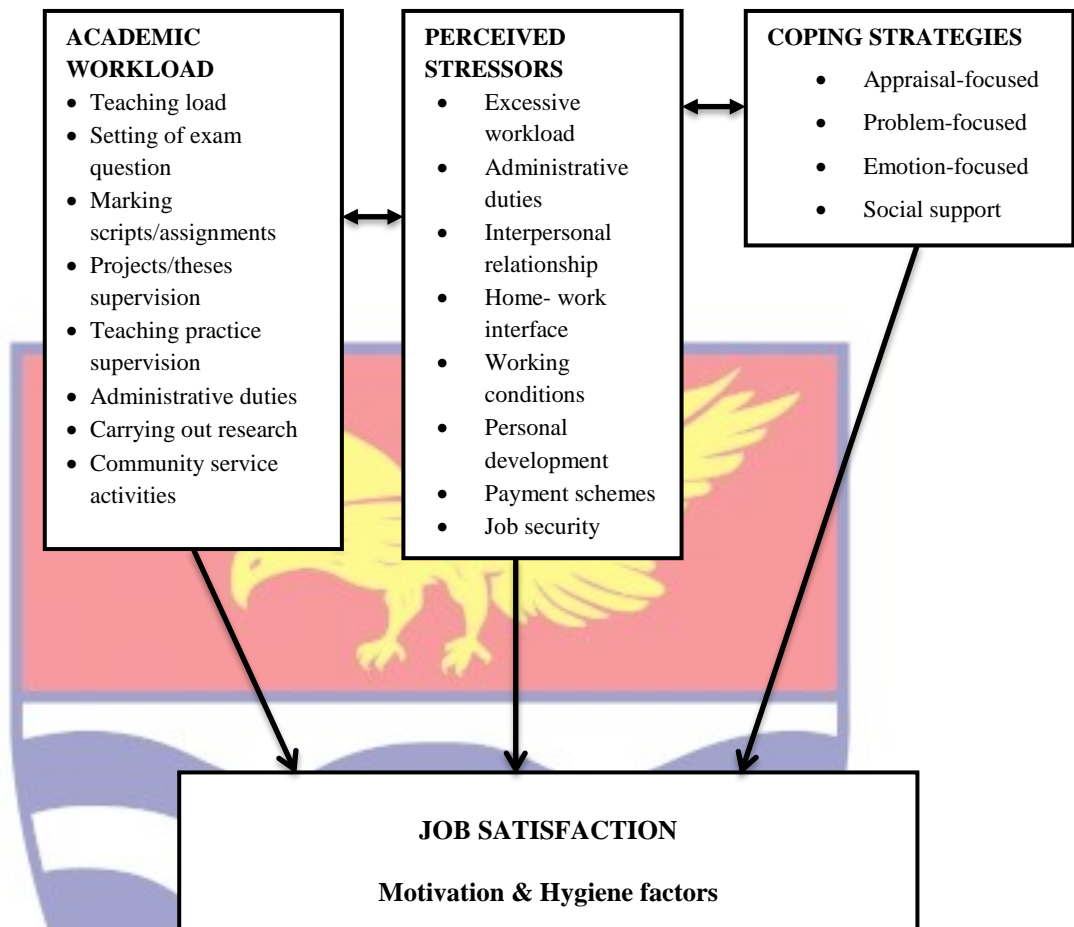 ACADEMIC
WORKLOAD
• Teaching load
• Setting of exam
question
• Marking
scripts/assignments
• Projects/theses
supervision
• Teaching practice
supervision
• Administrative duties
• Carrying out research
• Community service
activities
PERCEIVED
STRESSORS
• Excessive
workload
• Administrative
duties
• Interpersonal
relationship
• Home- work
interface
• Working
conditions
• Personal
development
• Payment schemes
• Job security
COPING STRATEGIES
• Appraisal-focused
• Problem-focused
• Emotion-focused
• Social support
JOB SATISFACTION
Motivation & Hygiene factors